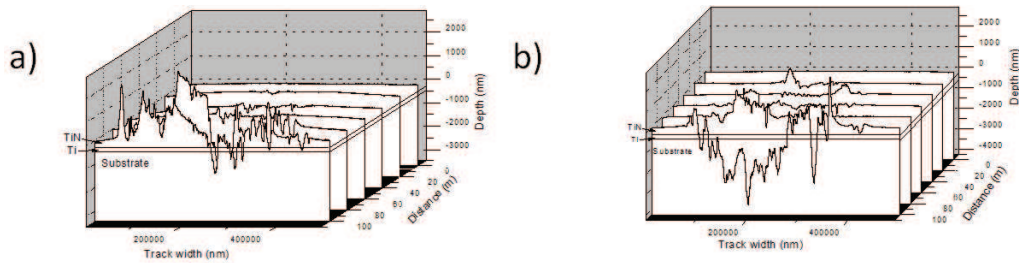 a)
2000
1000
0
-1000
-2000
-3000
Depth (nm)
TiN
Ti
Substrate
0
20
40
60
80
100
Distance (m)
200000
400000
Track width (nm)
b)
2000
1000
0
-1000
-2000
-3000
-4000
Depth (nm)
TiN
Ti
Substrate
0
20
40
60
80
100
Distance (m)
200000
400000
Track width (nm)